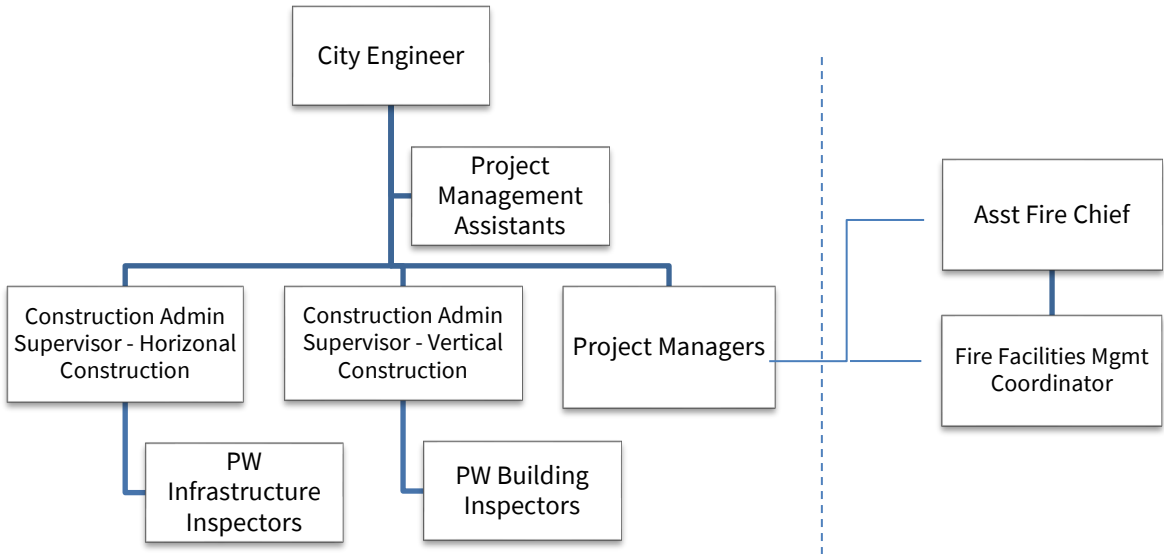 City Engineer
Project
Management
Assistants
Asst Fire Chief
Construction Admin
Supervisor - Horizonal
Construction
Construction Admin
Supervisor - Vertical
Construction
Project Managers
Fire Facilities Mgmt
Coordinator
PW
Infrastructure
Inspectors
PW Building
Inspectors